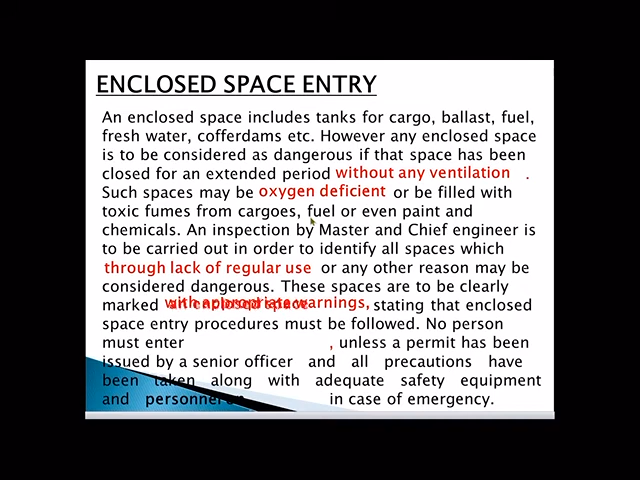 ENCLOSED SPACE ENTRY
An enclosed space includes tanks for cargo, ballast, fuel,
fresh water, cofferdams etc. However any enclosed space
is to be considered as dangerous if that space has been
closed for an extended period without any ventilation .
Such spaces may be oxygen deficient or be filled with
toxic fumes from cargoes, fuel or even paint and
chemicals. An inspection by Master and Chief engineer is
to be carried out in order to identify all spaces which
through lack of regular use or any other reason may be
considered dangerous. These spaces are to be clearly
marked with appropriate warnings, stating that enclosed
space entry procedures must be followed. No person
must enter , unless a permit has been
issued by a senior officer and all precautions have
been taken along with adequate safety equipment
and personnel on in case of emergency.